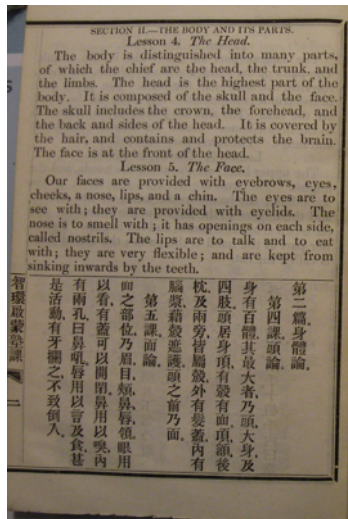 SECTION II.—THE BODY AND ITS PARTS.
Lesson 4. The Head.
The body is distinguished into many parts,
of which the chief are the head, the trunk, and
the limbs. The head is the highest part of the
body. It is composed of the skull and the face.
The skull includes the crown, the forehead, and
the back and sides of the head. It is covered by
the hair, and contains and protects the brain.
The face is at the front of the head.
Lesson 5. The Face.
Our faces are provided with eyebrows, eyes,
cheeks, a nose, lips, and a chin. The eyes are to
see with; they are provided with eyelids. The
nose is to smell with; it has openings on each side,
called nostrils. The lips are to talk and to eat
with; they are very flexible; and are kept from
sinking inwards by the teeth.
第二篇身體論.
第四課頭論.
身有百體其最大者乃頭大身及
四肢頭居身頂有殼有面頂額後
枕及兩旁皆屬殼外有髮蓋內有
腦漿藉殼遮護頭之前乃面.
第五課面論.
面之部位乃眉目頰鼻唇頷眼用
以看有蓋可以開閉鼻用以嗅內
有兩孔曰鼻吼唇用以言及食甚
是活動有牙攔之不致倒入.
智環啟蒙塾課
二